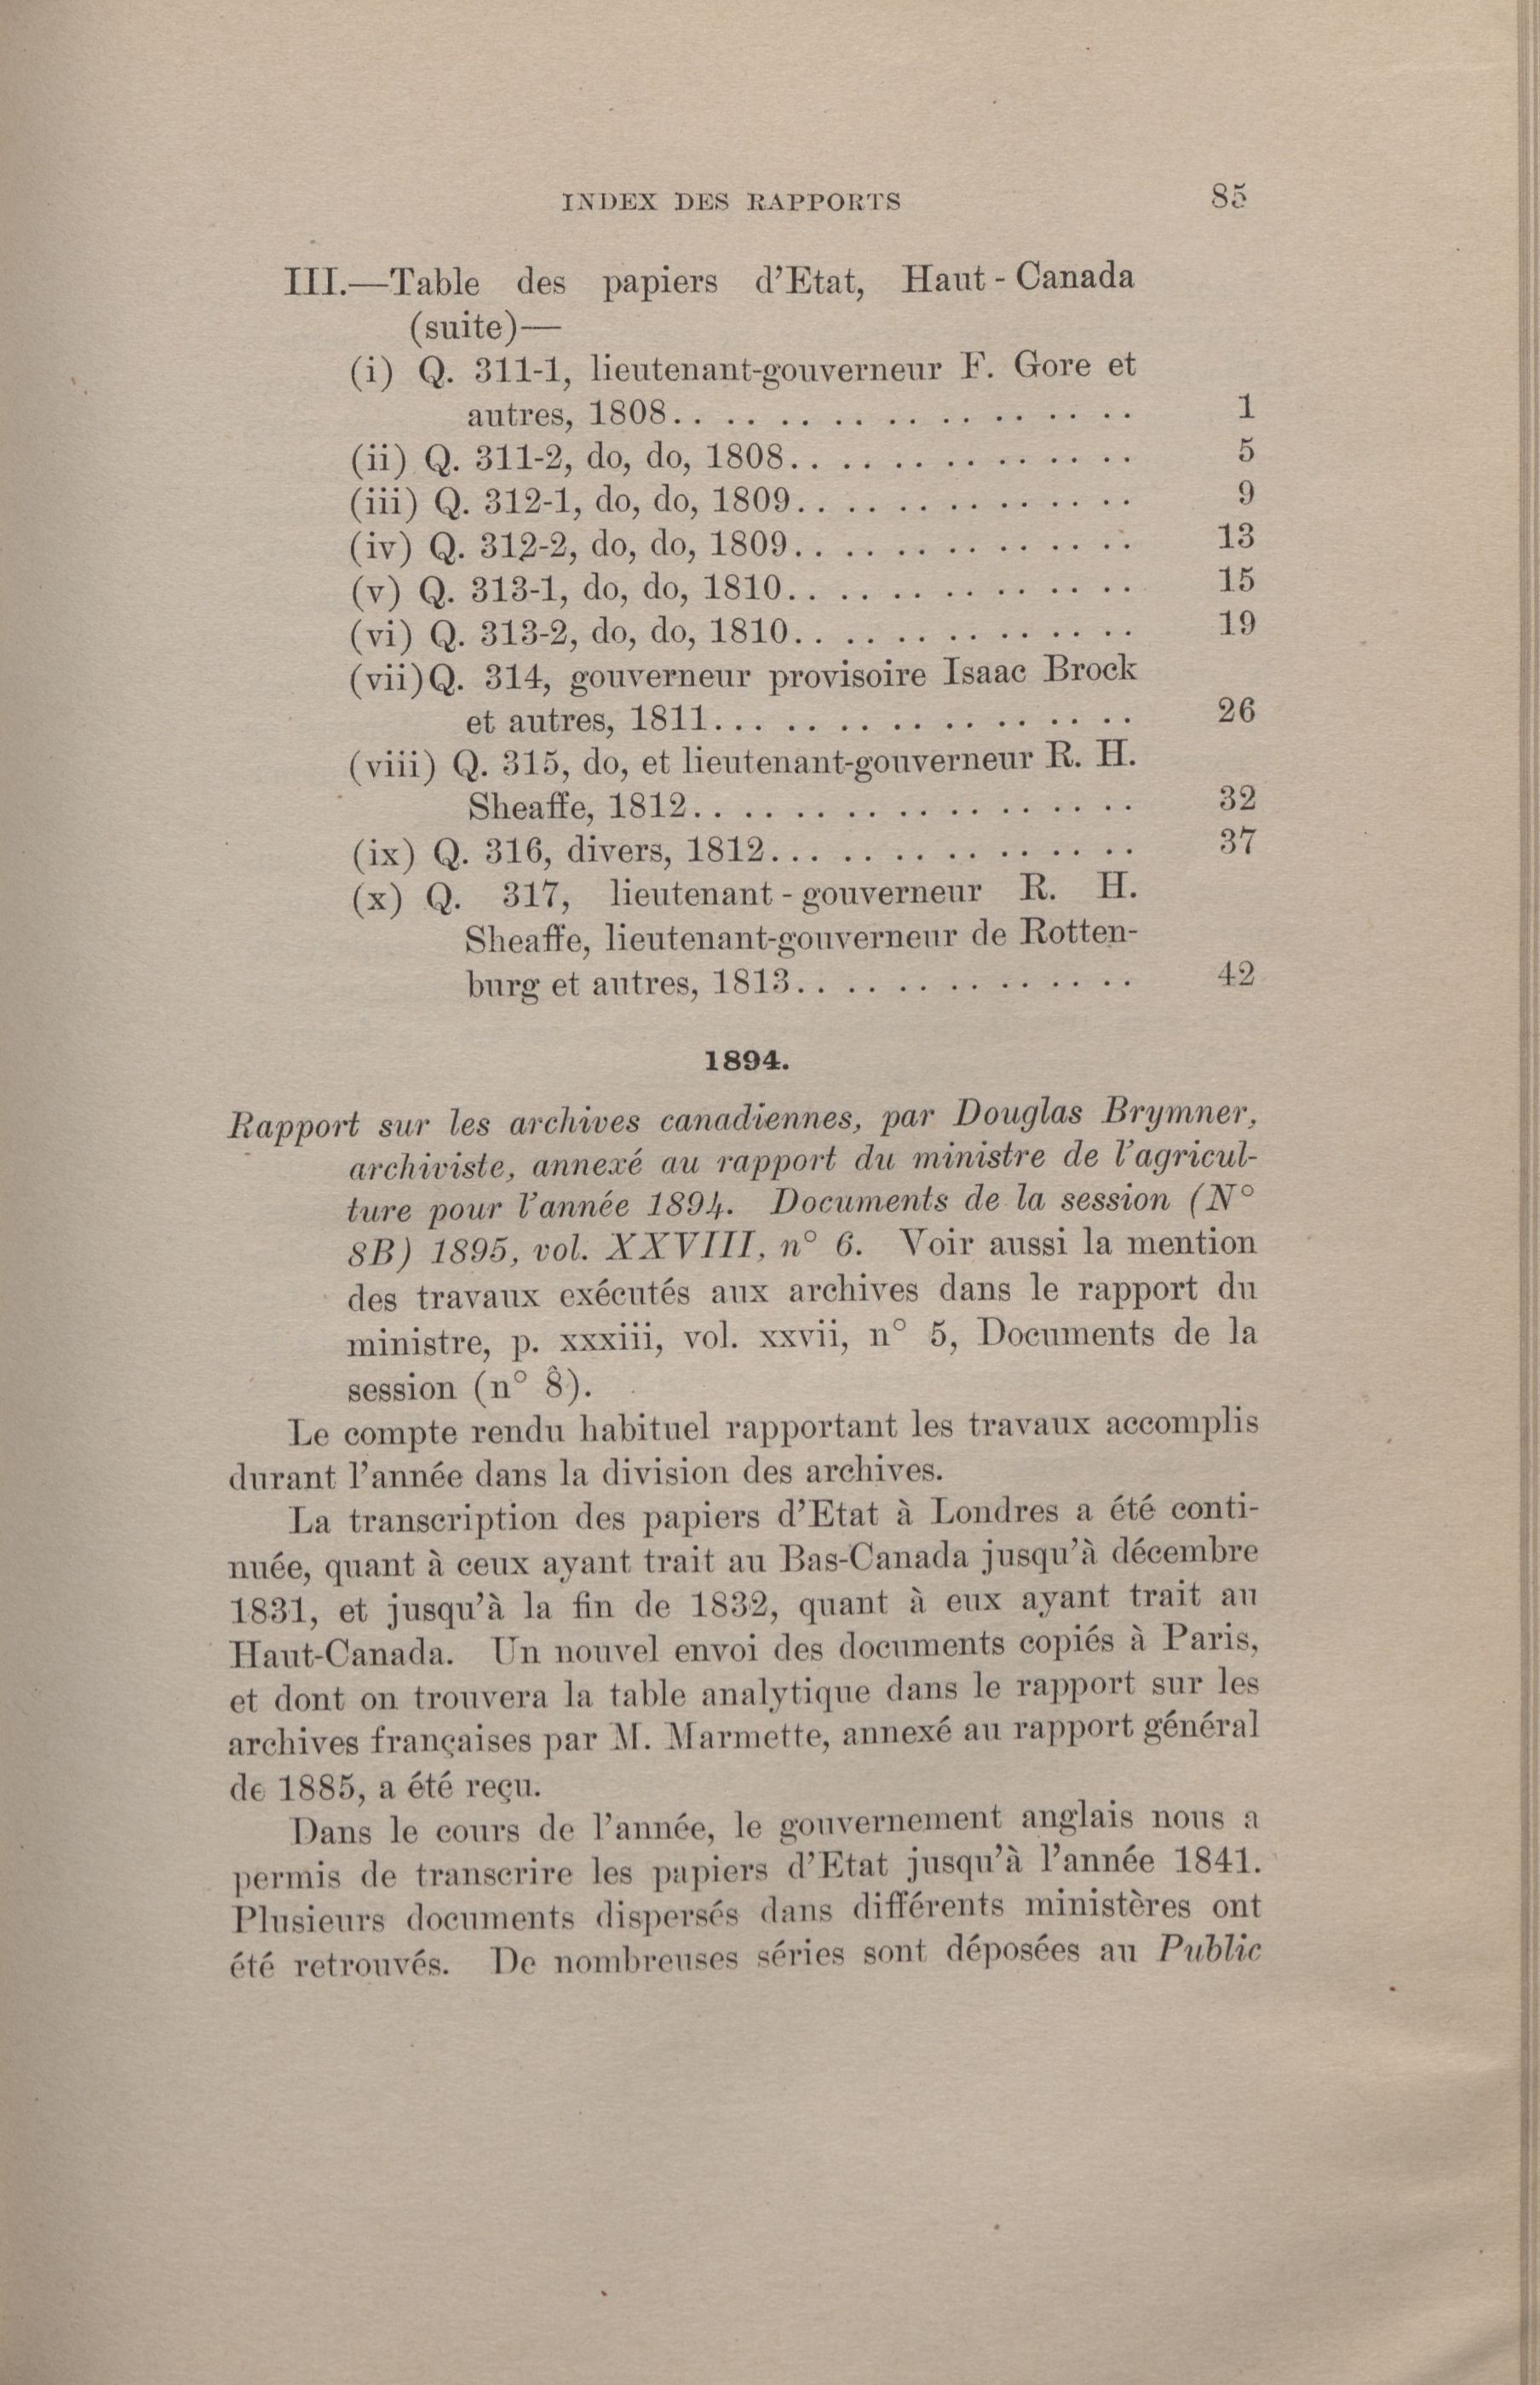 INDEX DES RAPPORTS 85
III.—Table des papiers d'Etat, Haut - Canada
(suite)—
(i) Q. 311-1, lieutenant-gouverneur F. Gore et
autres, 1808. . . . . . . . . . . . . . . . . . . 1
(ii) Q. 311-2, do, do, 1808. . . . . . . . . . . . . . . 5
(iii) Q. 312-1, do, do, 1809. . . . . . . . . . . . . . . 9
(iv) Q. 312-2, do, do, 1809. . . . . . . . . . . . . . . 13
(v) Q. 313-1, do, do, 1810. . . . . . . . . . . . . . . 15
(vi) Q. 313-2, do, do, 1810. . . . . . . . . . . . . . . 19
(vii) Q. 314, gouverneur provisoire Isaac Brock
et autres, 1811. . . . . . . . . . . . . . . . . . 26
(viii) Q. 315, do, et lieutenant-gouverneur R. H.
Sheaffe, 1812. . . . . . . . . . . . . . . . . . . 32
(ix) Q. 316, divers, 1812. . . . . . . . . . . . . . . . 37
(x) Q. 317, lieutenant - gouverneur R. H.
Sheaffe, lieutenant-gouverneur de Rotten-
burg et autres, 1813. . . . . . . . . . . . . . . 42
1894.
Rapport sur les archives canadiennes, par Douglas Brymner,
archiviste, annexé au rapport du ministre de l'agricul-
ture pour l'année 1894. Documents de la session (N°
8B) 1895, vol. XXVIII, n° 6. Voir aussi la mention
des travaux exécutés aux archives dans le rapport du
ministre, p. xxxiii, vol. xxvii, n° 5, Documents de la
session (n° 8).
Le compte rendu habituel rapportant les travaux accomplis
durant l'année dans la division des archives.
La transcription des papiers d'Etat à Londres a été conti-
nuée, quant à ceux ayant trait au Bas-Canada jusqu'à décembre
1831, et jusqu'à la fin de 1832, quant à eux ayant trait au
Haut-Canada. Un nouvel envoi des documents copiés à Paris,
et dont on trouvera la table analytique dans le rapport sur les
archives françaises par M. Marmette, annexé au rapport général
de 1885, a été reçu.
Dans le cours de l'année, le gouvernement anglais nous a
permis de transcrire les papiers d'Etat jusqu'à l'année 1841.
Plusieurs documents dispersés dans différents ministères ont
été retrouvés. De nombreuses séries sont déposées au Public